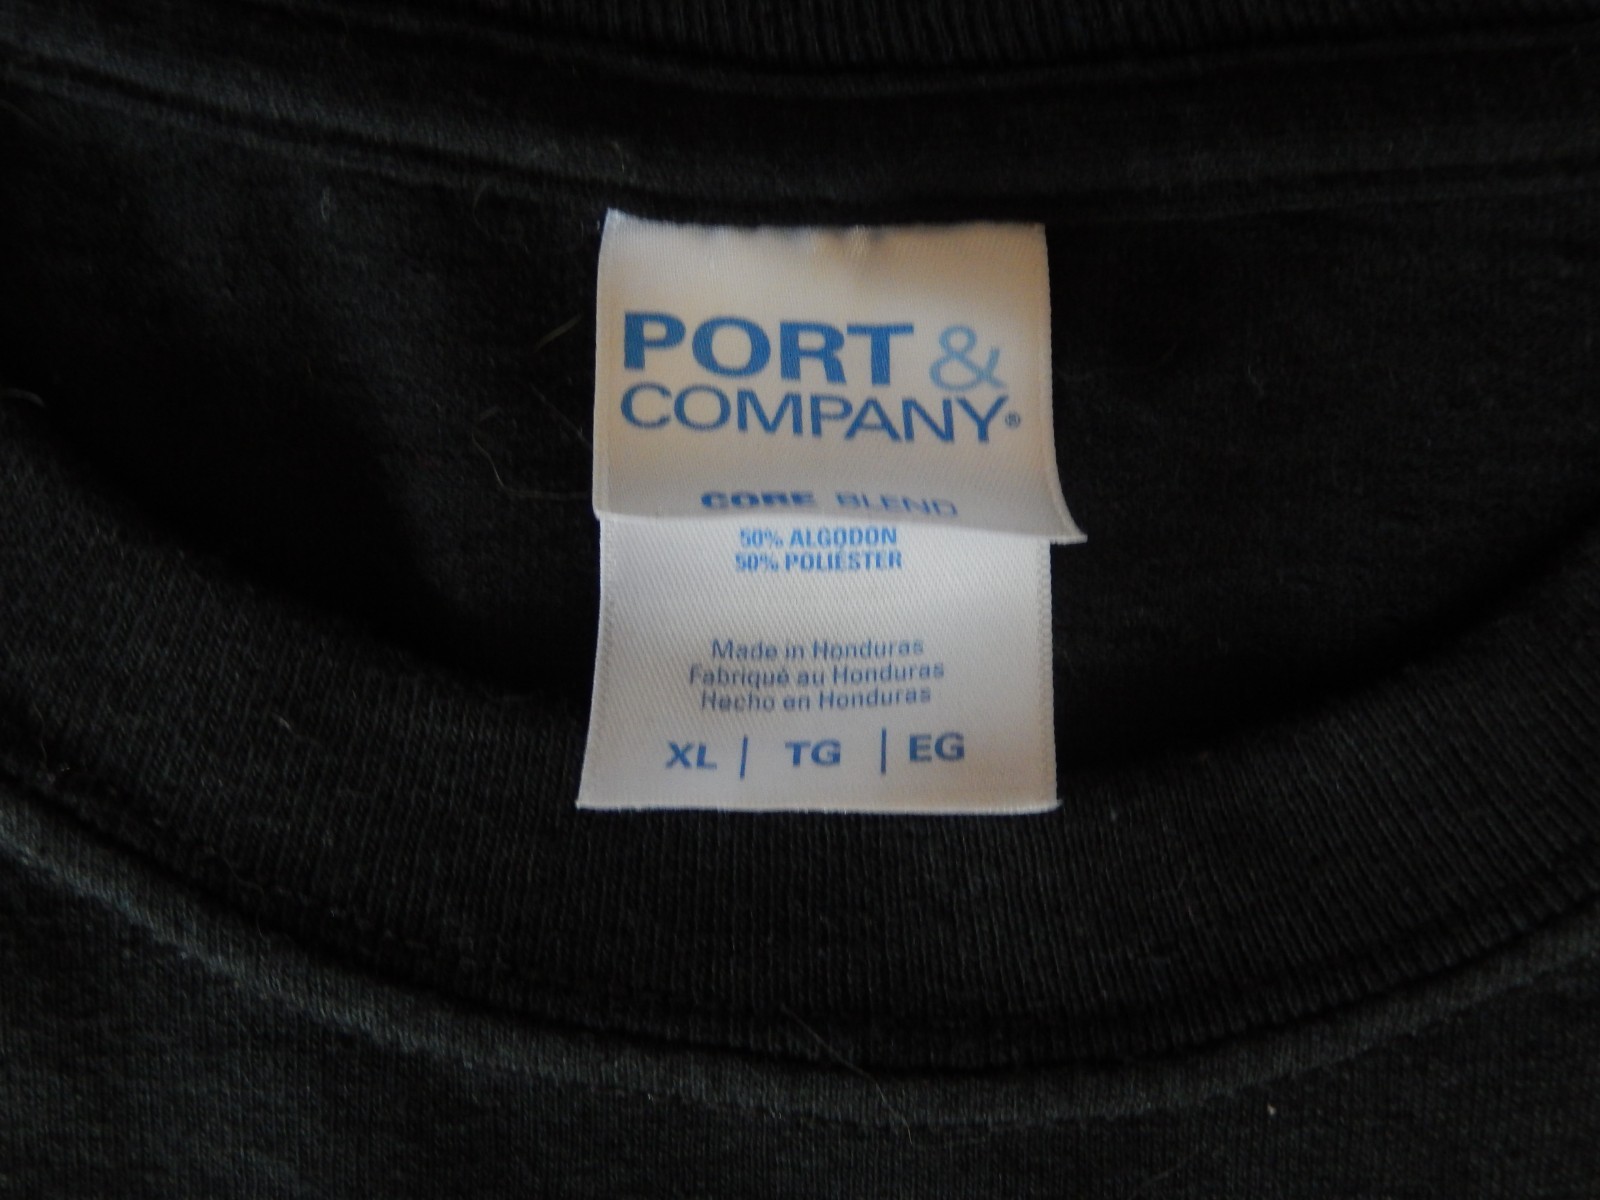 PORT &
COMPANY®
CORE BLEND
50% ALGODÓN
50% POLIÉSTER
Made in Honduras
Fabriqué au Honduras
Hecho en Honduras
XL | TG | EG